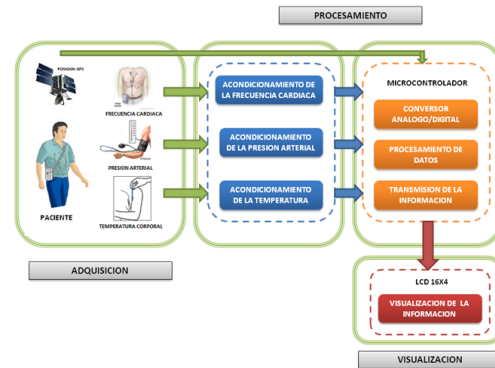 PROCESAMIENTO
POSICION GPS
FRECUENCIA CARDIACA
PRESION ARTERIAL
PACIENTE
TEMPERATURA CORPORAL
ADQUISICION
ACONDICIONAMIENTO DE
LA FRECUENCIA CARDIACA
ACONDICIONAMIENTO
DE LA PRESION ARTERIAL
ACONDICIONAMIENTO
DE LA TEMPERATURA
MICROCONTROLADOR
CONVERSOR
ANALOGO/DIGITAL
PROCESAMIENTO DE
DATOS
TRANSMISION DE LA
INFORMACION
LCD 16X4
VISUALIZACION DE LA
INFORMACION
VISUALIZACION